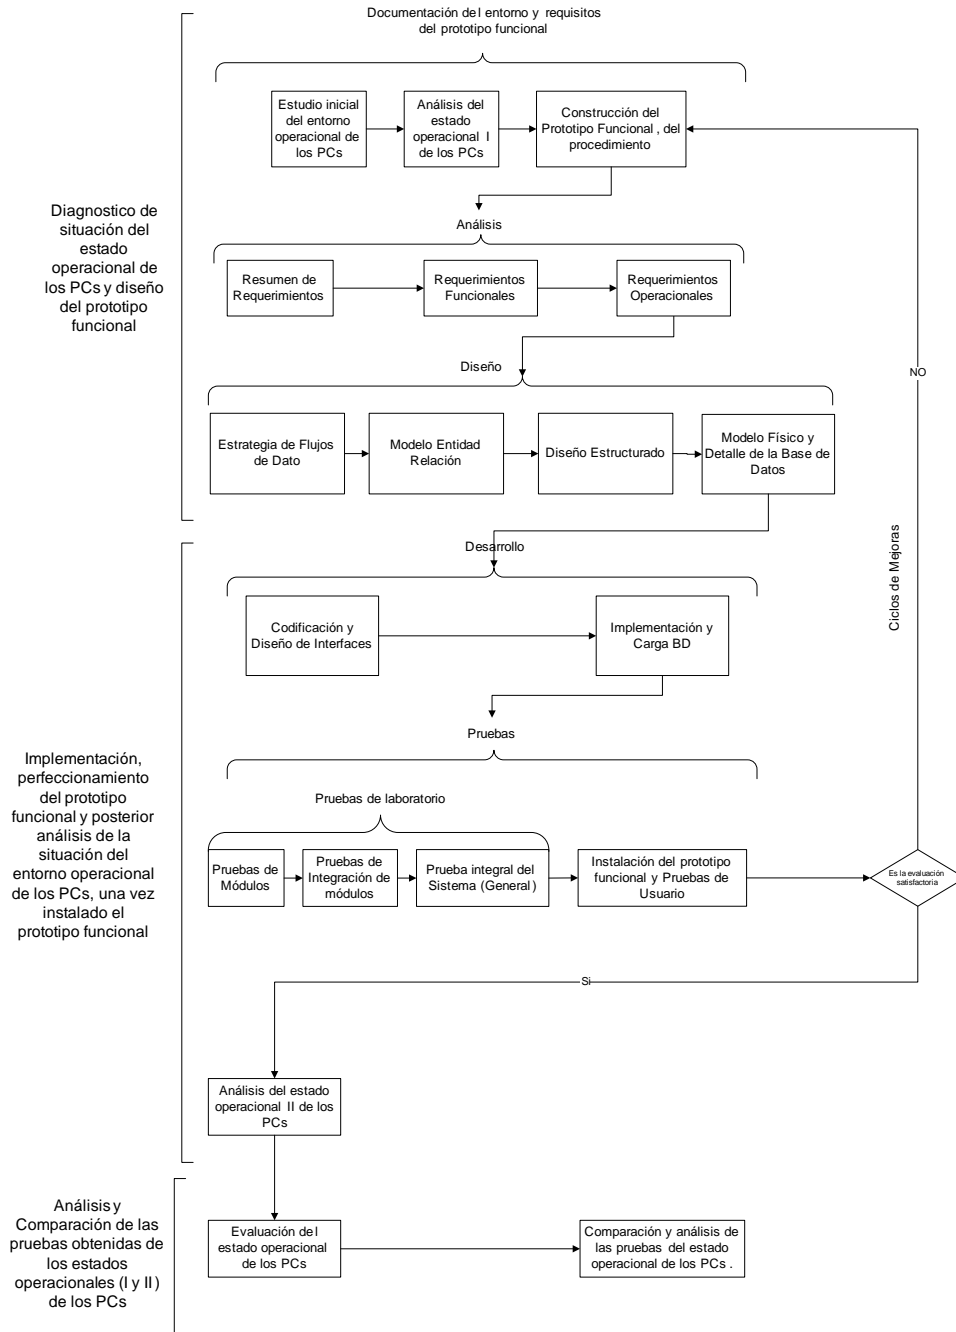 Documentación del entorno y requisitos
del prototipo funcional
Estudio inicial
del entorno
operacional de
los PCs
Análisis del
estado
operacional I
de los PCs
Construcción del
Prototipo Funcional , del
procedimiento
Diagnostico de
situación del
estado
operacional de
los PCs y diseño
del prototipo
funcional
Análisis
Resumen de
Requerimientos
Requerimientos
Funcionales
Requerimientos
Operacionales
Diseño
NO
Estrategia de Flujos
de Dato
Modelo Entidad
Relación
Diseño Estructurado
Modelo Físico y
Detalle de la Base de
Datos
Ciclos de Mejoras
Desarrollo
Codificación y
Diseño de Interfaces
Implementación y
Carga BD
Pruebas
Implementación,
perfeccionamiento
del prototipo
funcional y posterior
análisis de la
situación del
entorno operacional
de los PCs, una vez
instalado el
prototipo funcional
Pruebas de laboratorio
Pruebas de
Módulos
Pruebas de
Integración de
módulos
Prueba integral del
Sistema (General)
Instalación del prototipo
funcional y Pruebas de
Usuario
Es la evaluación
satisfactoria
Si
Análisis del estado
operacional II de los
PCs
Análisis y
Comparación de las
pruebas obtenidas de
los estados
operacionales (I y II)
de los PCs
Evaluación del
estado operacional
de los PCs
Comparación y análisis de
las pruebas del estado
operacional de los PCs .